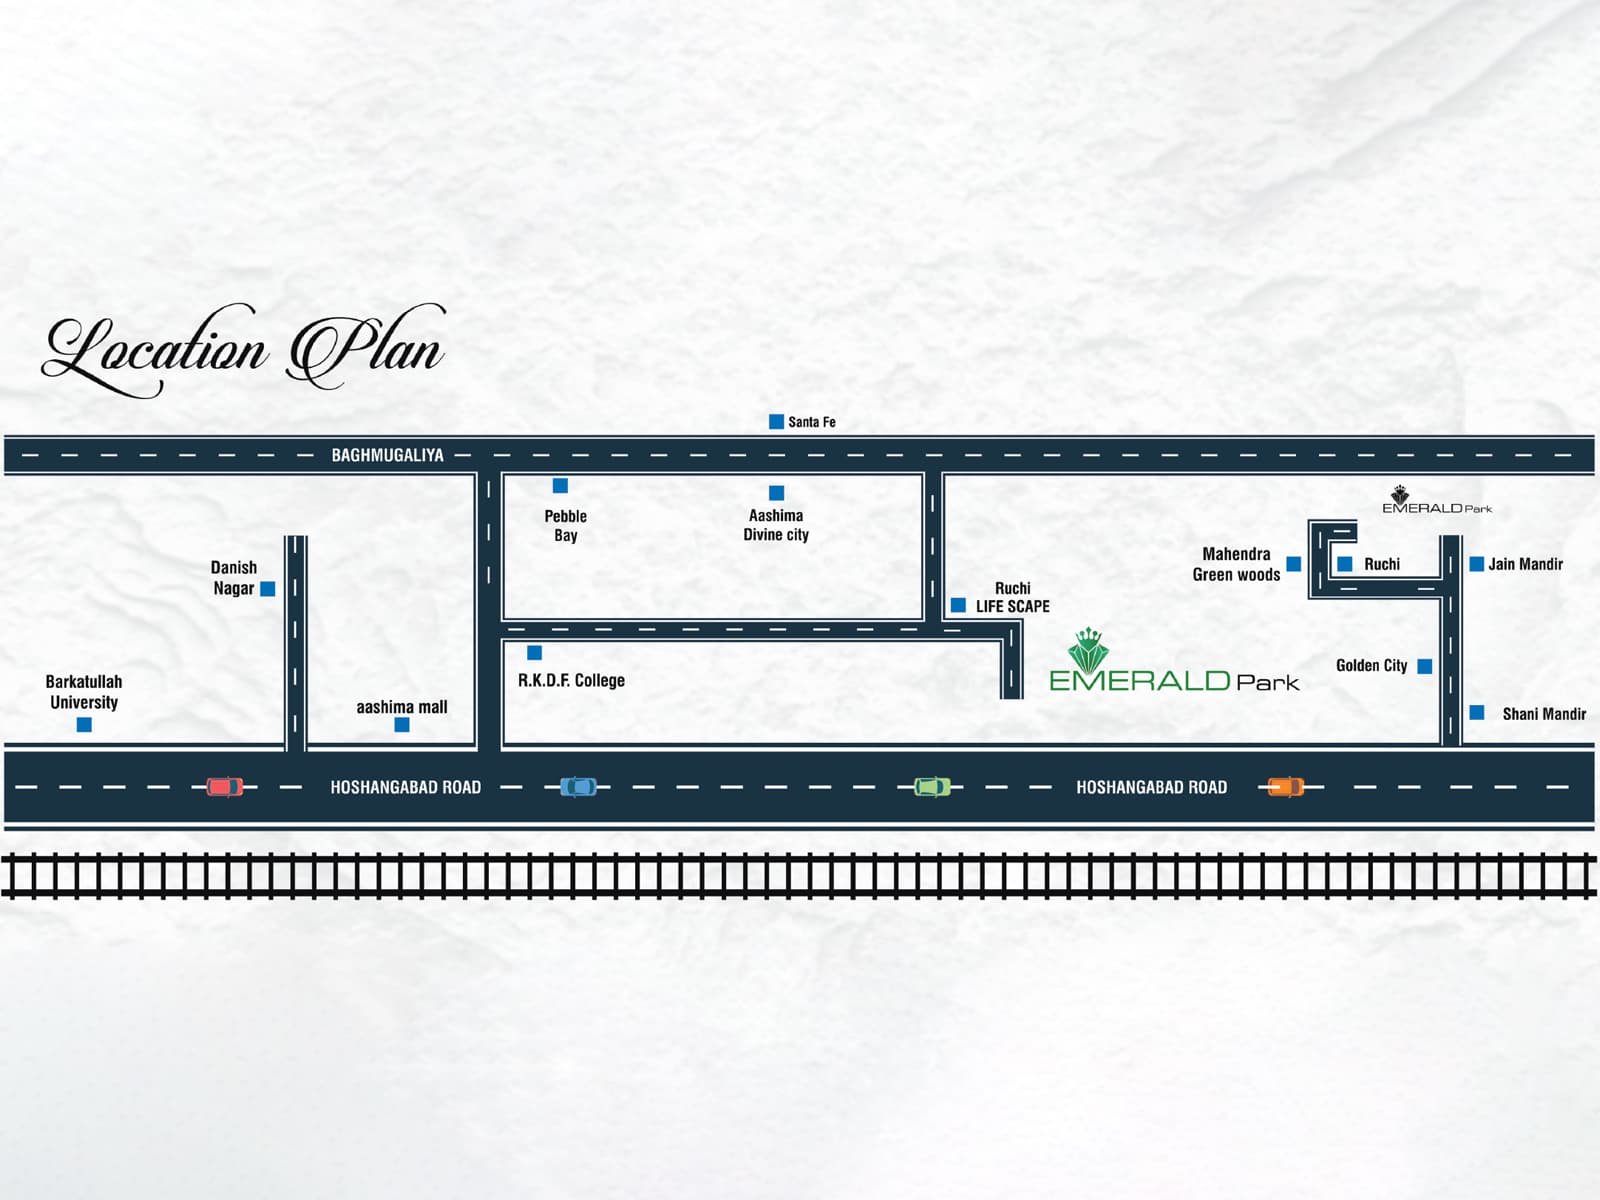 Location Plan
Santa Fe
BAGHMUGALIYA
Pebble
Bay
Aashima
Divine city
EMERALD Park
Danish
Nagar
Mahendra
Green woods
Ruchi
Jain Mandir
Ruchi
LIFE SCAPE
Barkatullah
University
aashima mall
R.K.D.F. College
EMERALD Park
Golden City
Shani Mandir
HOSHANGABAD ROAD
HOSHANGABAD ROAD